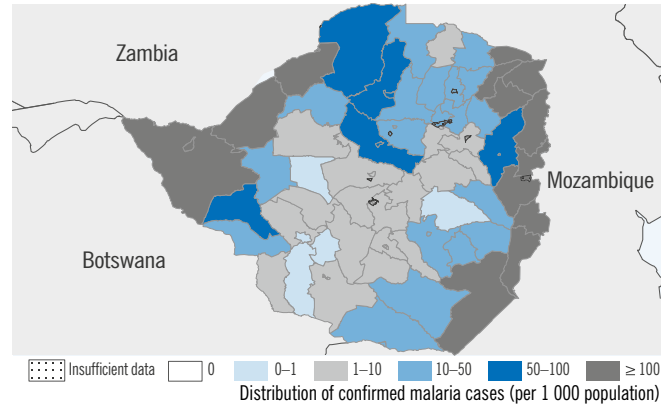 Zambia
Mozambique
Botswana
Insufficient data 0 0–1 1–10 10–50 50–100 ≥ 100
Distribution of confirmed malaria cases (per 1 000 population)